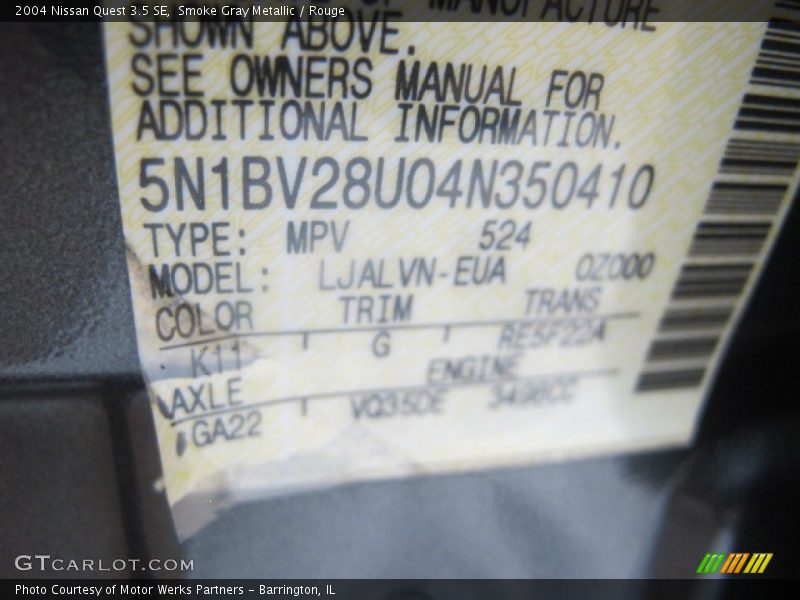 2004 Nissan Quest 3.5 SE, Smoke Gray Metallic / Rouge
OF MANUFACTURE
SHOWN ABOVE.
SEE OWNERS MANUAL FOR
ADDITIONAL INFORMATION.
5N1BV28U04N350410
TYPE: MPV 524
MODEL: LJALVN-EUA 0Z000
COLOR TRIM TRANS
K11 G RE5F22A
AXLE ENGINE
GA22 VQ35DE 3498CC
GTCARLOT.COM
Photo Courtesy of Motor Werks Partners – Barrington, IL